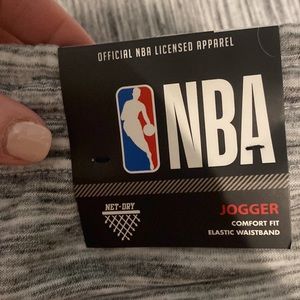 OFFICIAL NBA LICENSED APPAREL
NBA
NET-DRY
JOGGER
COMFORT FIT
ELASTIC WAISTBAND